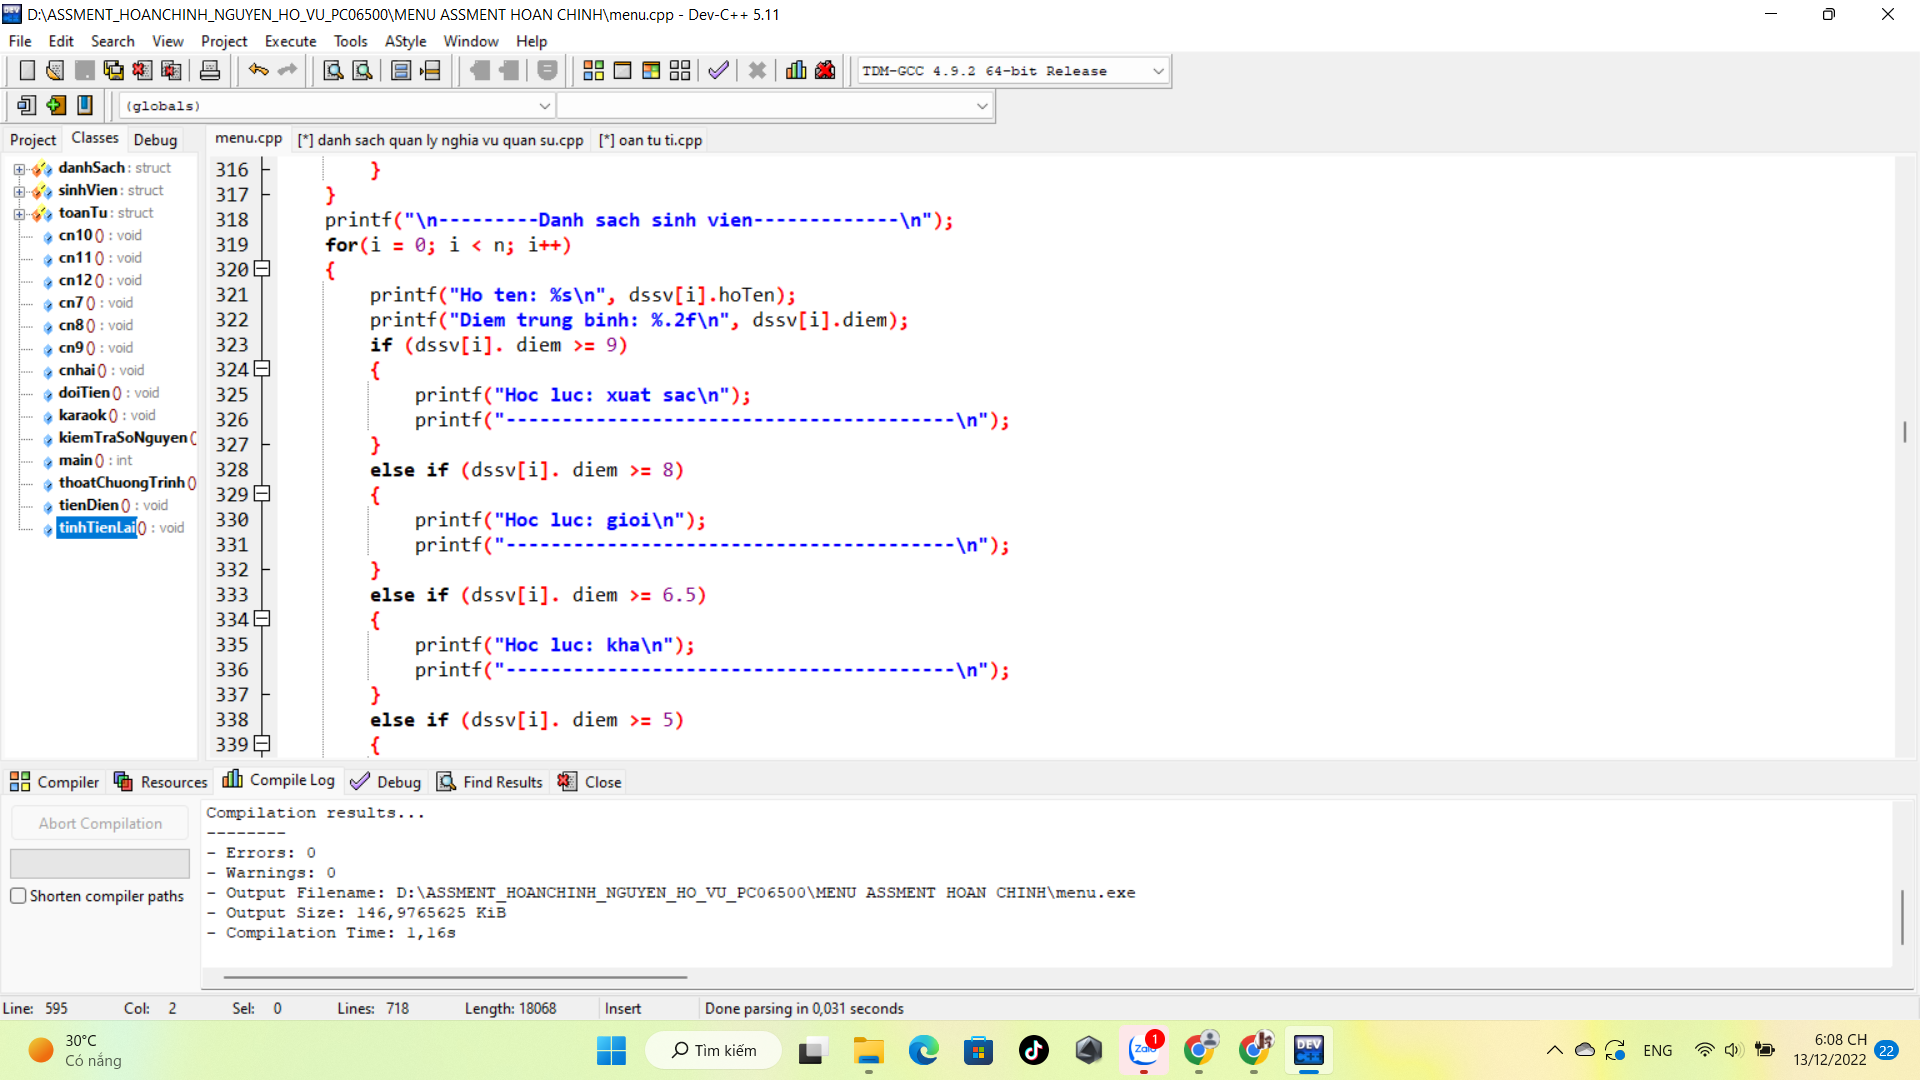 D:\ASSMENT_HOANCHINH_NGUYEN_HO_VU_PC06500\MENU ASSMENT HOAN CHINH\menu.cpp - Dev-C++ 5.11
File Edit Search View Project Execute Tools AStyle Window Help
TDM-GCC 4.9.2 64-bit Release
(globals)
Project Classes Debug
menu.cpp [*] danh sach quan ly nghia vu quan su.cpp [*] oan tu ti.cpp
danhSach : struct
sinhVien : struct
toanTu : struct
cn10 () : void
cn11 () : void
cn12 () : void
cn7 () : void
cn8 () : void
cn9 () : void
cnhai () : void
doiTien () : void
karaok () : void
kiemTraSoNguyen (
main () : int
thoatChuongTrinh ()
tienDien () : void
tinhTienLai () : void
316 }
317 }
318 printf("\n---------Danh sach sinh vien-------------\n");
319 for(i = 0; i < n; i++)
320 {
321 printf("Ho ten: %s\n", dssv[i].hoTen);
322 printf("Diem trung binh: %.2f\n", dssv[i].diem);
323 if (dssv[i]. diem >= 9)
324 {
325 printf("Hoc luc: xuat sac\n");
326 printf("----------------------------------------\n");
327 }
328 else if (dssv[i]. diem >= 8)
329 {
330 printf("Hoc luc: gioi\n");
331 printf("----------------------------------------\n");
332 }
333 else if (dssv[i]. diem >= 6.5)
334 {
335 printf("Hoc luc: kha\n");
336 printf("----------------------------------------\n");
337 }
338 else if (dssv[i]. diem >= 5)
339 {
Compiler Resources Compile Log Debug Find Results Close
Abort Compilation
Shorten compiler paths
Compilation results...
--------
- Errors: 0
- Warnings: 0
- Output Filename: D:\ASSMENT_HOANCHINH_NGUYEN_HO_VU_PC06500\MENU ASSMENT HOAN CHINH\menu.exe
- Output Size: 146,9765625 KiB
- Compilation Time: 1,16s
Line: 595 Col: 2 Sel: 0 Lines: 718 Length: 18068 Insert Done parsing in 0,031 seconds
30°C
Có nắng
Tìm kiếm
Zalo
1
DEV C++
ENG
6:08 CH
13/12/2022
22